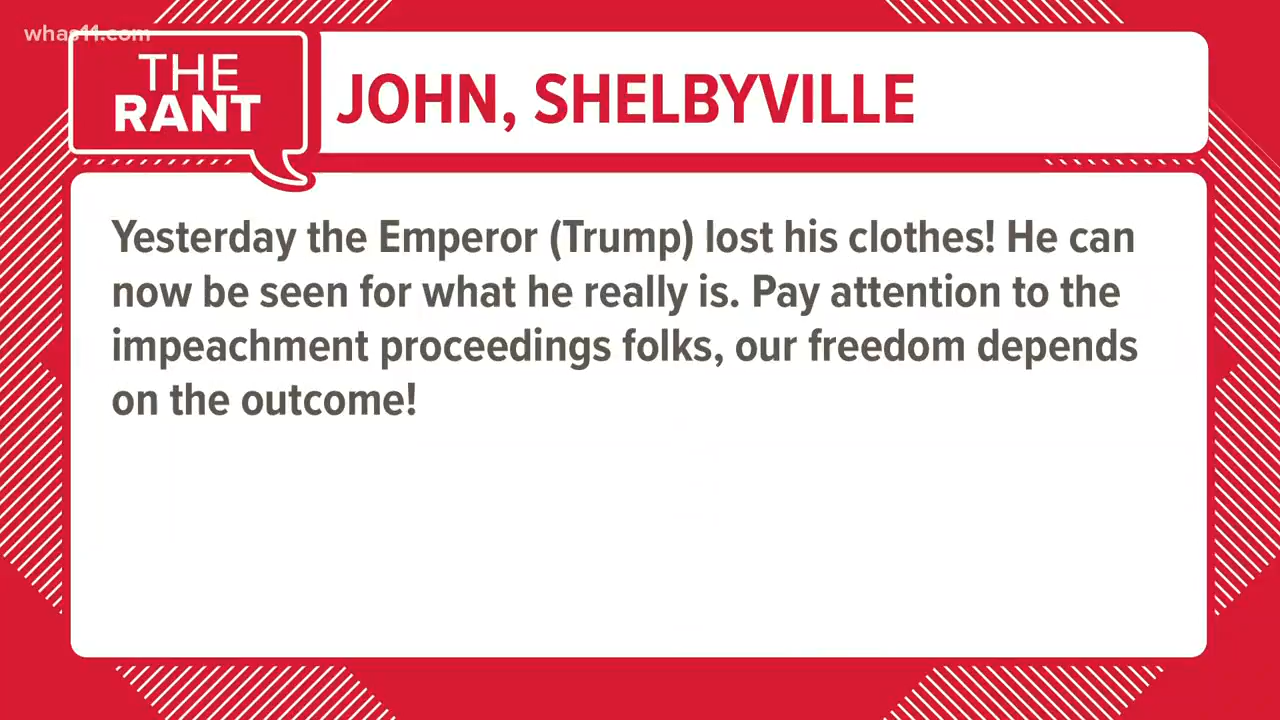 whas11.com
THE
RANT
JOHN, SHELBYVILLE
Yesterday the Emperor (Trump) lost his clothes! He can
now be seen for what he really is. Pay attention to the
impeachment proceedings folks, our freedom depends
on the outcome!